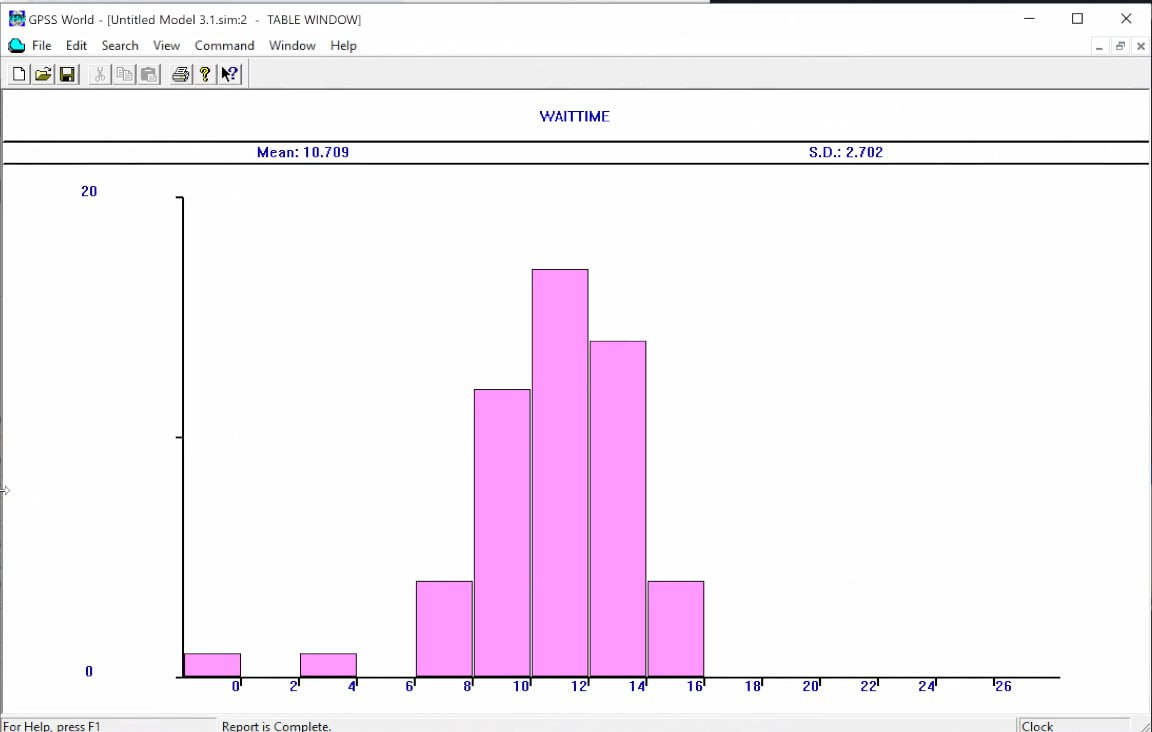 GPSS World - [Untitled Model 3.1.sim:2 - TABLE WINDOW]
File Edit Search View Command Window Help
WAITTIME
Mean: 10.709 S.D.: 2.702
20
0
0 2 4 6 8 10 12 14 16 18 20 22 24 26
For Help, press F1 Report is Complete. Clock